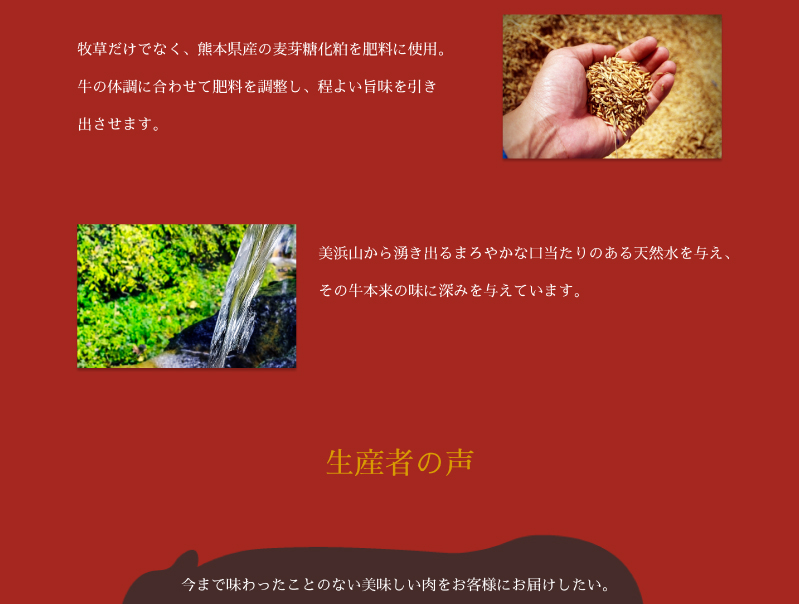 牧草だけでなく、熊本県産の麦芽糖化粕を肥料に使用。
牛の体調に合わせて肥料を調整し、程よい旨味を引き
出させます。
美浜山から湧き出るまろやかな口当たりのある天然水を与え、
その牛本来の味に深みを与えています。
生産者の声
今まで味わったことのない美味しい肉をお客様にお届けしたい。